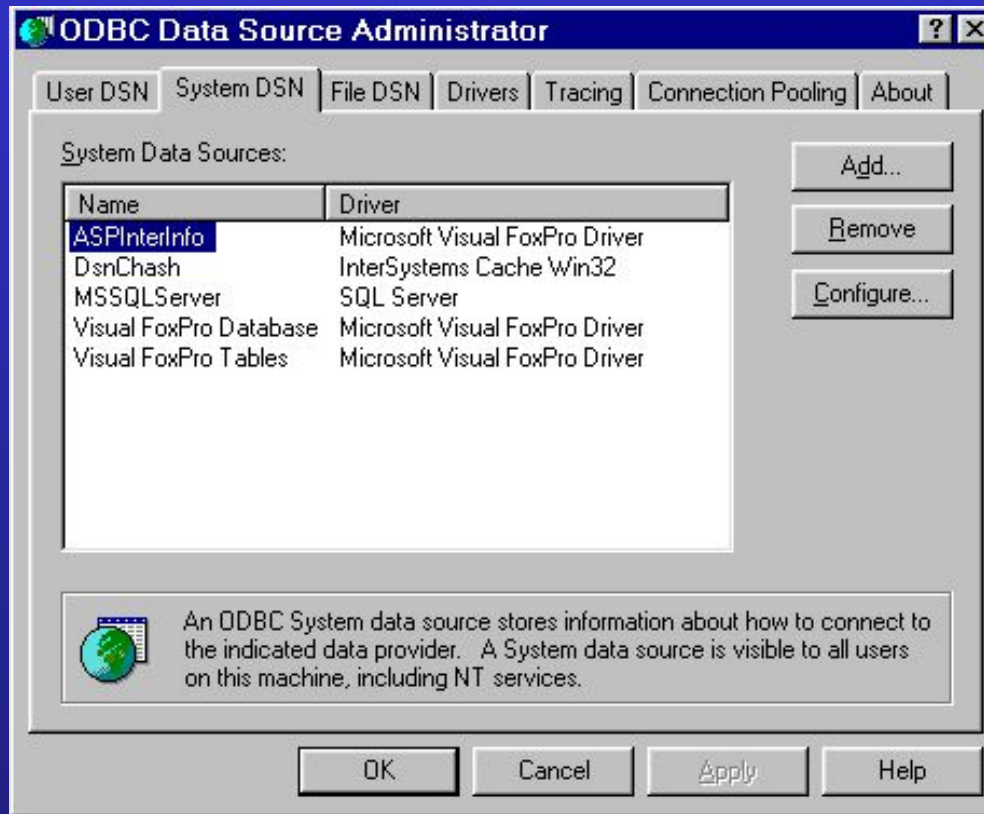 ODBC Data Source Administrator
User DSN System DSN File DSN Drivers Tracing Connection Pooling About
System Data Sources:
Name Driver
ASPInterInfo Microsoft Visual FoxPro Driver
DsnChash InterSystems Cache Win32
MSSQLServer SQL Server
Visual FoxPro Database Microsoft Visual FoxPro Driver
Visual FoxPro Tables Microsoft Visual FoxPro Driver
Add...
Remove
Configure...
An ODBC System data source stores information about how to connect to
the indicated data provider. A System data source is visible to all users
on this machine, including NT services.
OK Cancel Apply Help